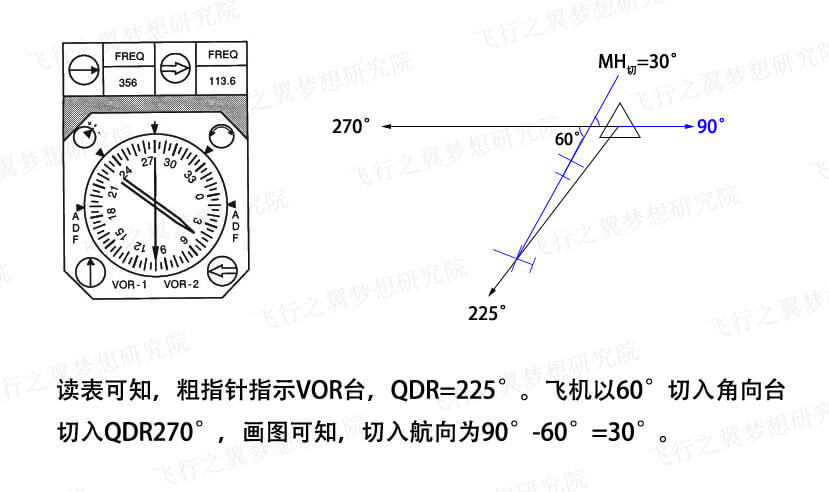 飞行之翼梦想研究院
FREQ
356
FREQ
113.6
27
30
33
0
3
6
9
12
15
18
21
24
ADF
ADF
VOR-1
VOR-2
MH切=30°
270°
90°
60°
225°
读表可知，粗指针指示VOR台，QDR=225°。飞机以60°切入角向台
切入QDR270°，画图可知，切入航向为90°-60°=30°。